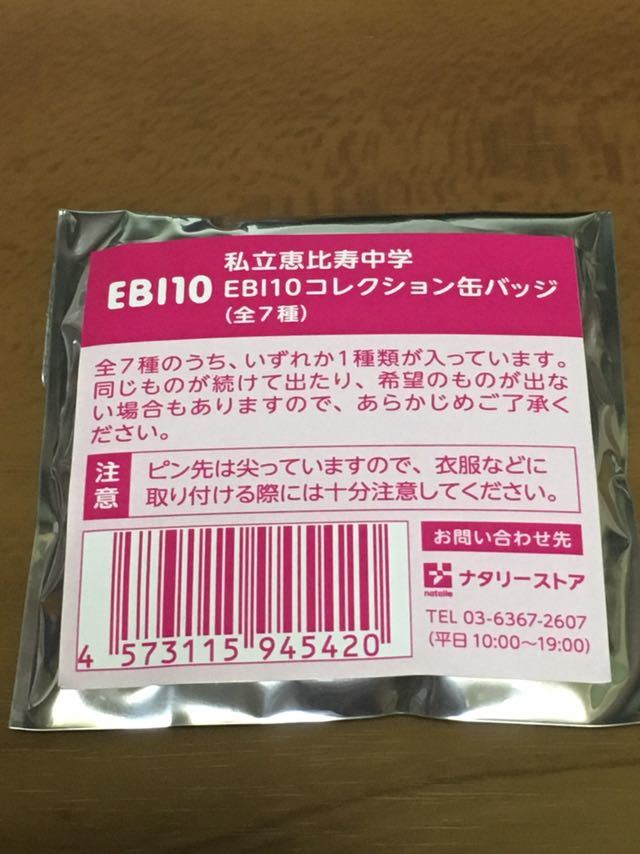 EBI10
私立恵比寿中学
EBI10コレクション缶バッジ
(全7種)
全7種のうち、いずれか1種類が入っています。
同じものが続けて出たり、希望のものが出な
い場合もありますので、あらかじめご了承く
ださい。
注意
ピン先は尖っていますので、衣服などに
取り付ける際には十分注意してください。
4 573115 945420
お問い合わせ先
natalie
ナタリーストア
TEL 03-6367-2607
(平日 10:00〜19:00)